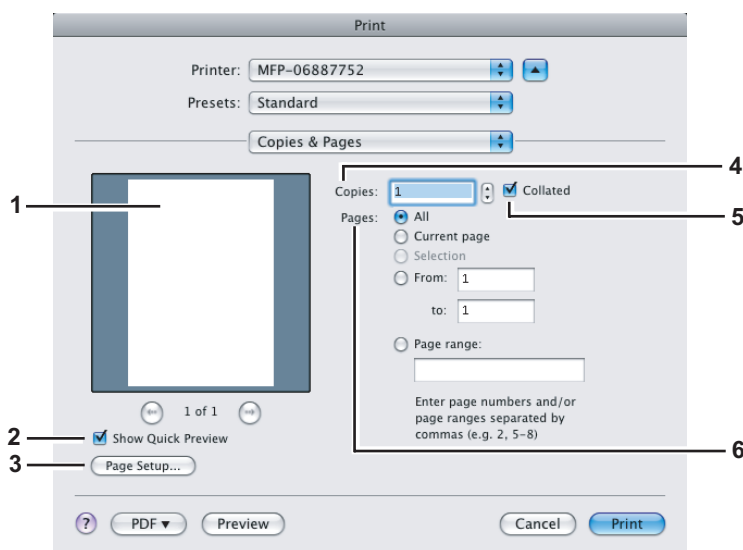 Print
Printer: MFP-06887752
Presets: Standard
Copies & Pages
4
1
Copies: 1 Collated
5
Pages: All
Current page
Selection
From: 1
to: 1
Page range:
1 of 1
Enter page numbers and/or
page ranges separated by
commas (e.g. 2, 5-8)
2
Show Quick Preview
6
3
Page Setup...
? PDF▼ Preview Cancel Print